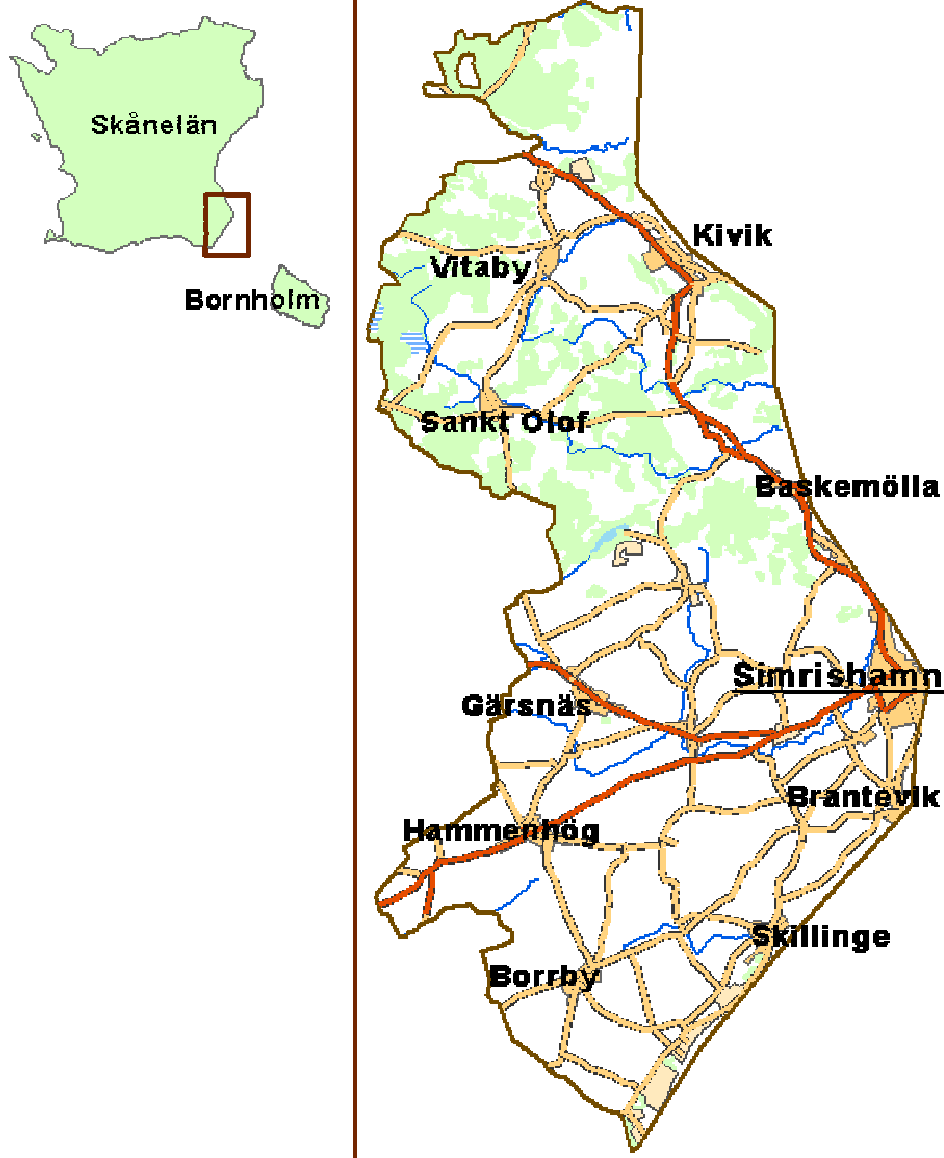 Skånelän
Bornholm
Kivik
Vitaby
Sankt Olof
Baskemölla
Simrishamn
Gärsnäs
Brantevik
Hammenhög
Skillinge
Borrby